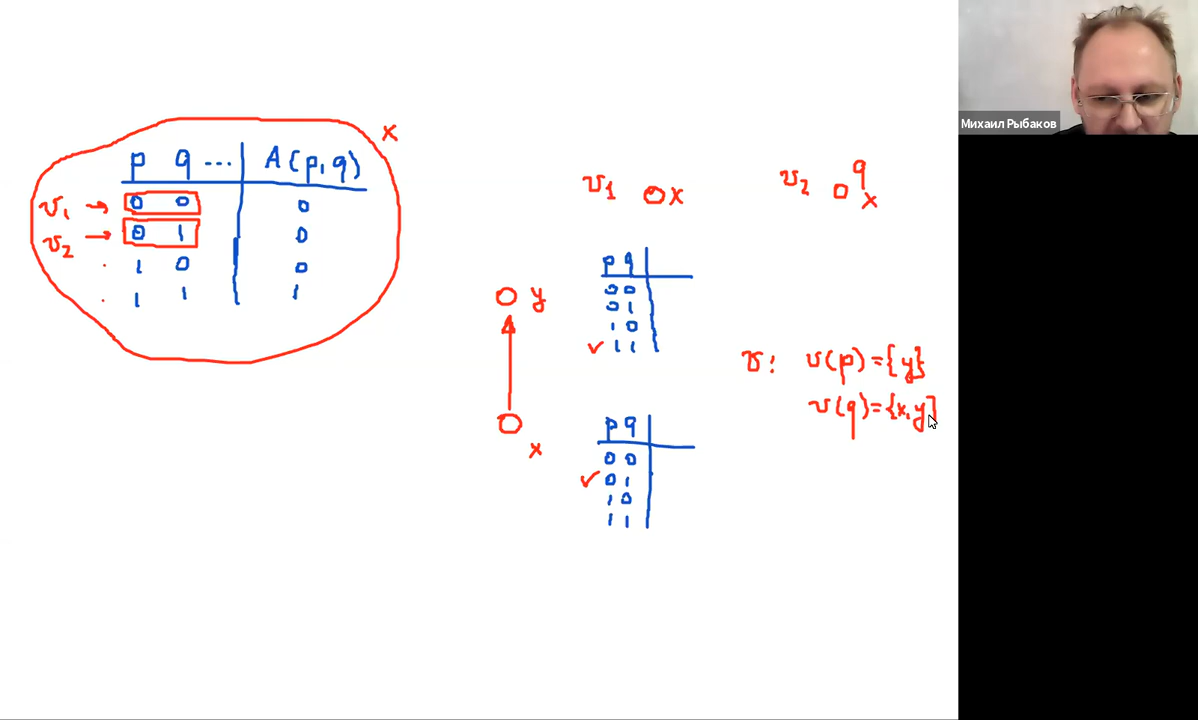 x
p q ... A(p,q)
v1 → 0 0 0
v2 → 0 1 0
. 1 0 0
. 1 1 1
v1 x
v2 q x
y
p q
0 0
0 1
1 0
✓ 1 1
v: v(p)={y}
v(q)={x,y}
x
p q
0 0
✓ 0 1
1 0
1 1
Михаил Рыбаков